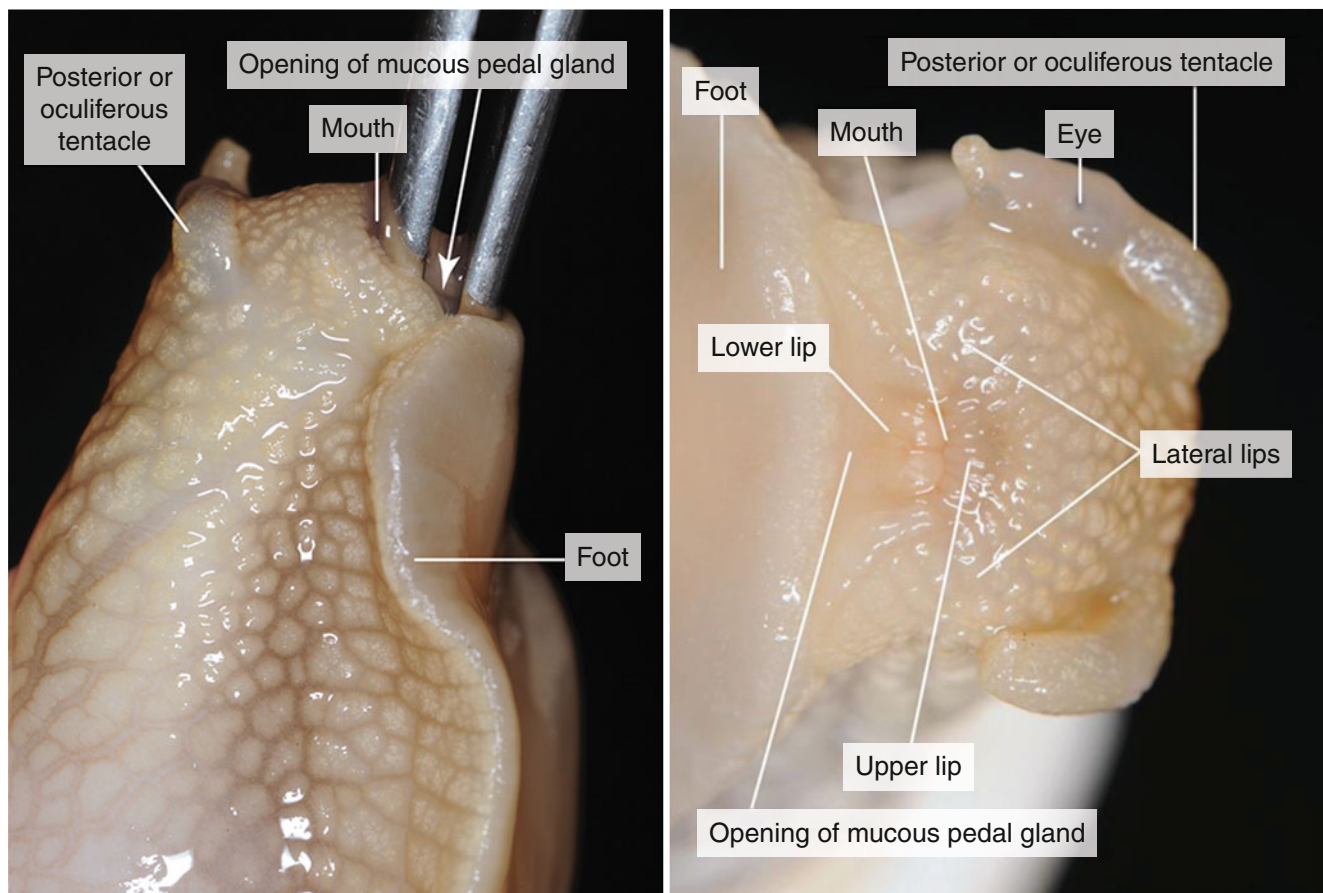 Posterior or
oculiferous
tentacle
Opening of mucous pedal gland
Mouth
Foot
Foot
Mouth
Posterior or oculiferous tentacle
Eye
Lower lip
Lateral lips
Upper lip
Opening of mucous pedal gland